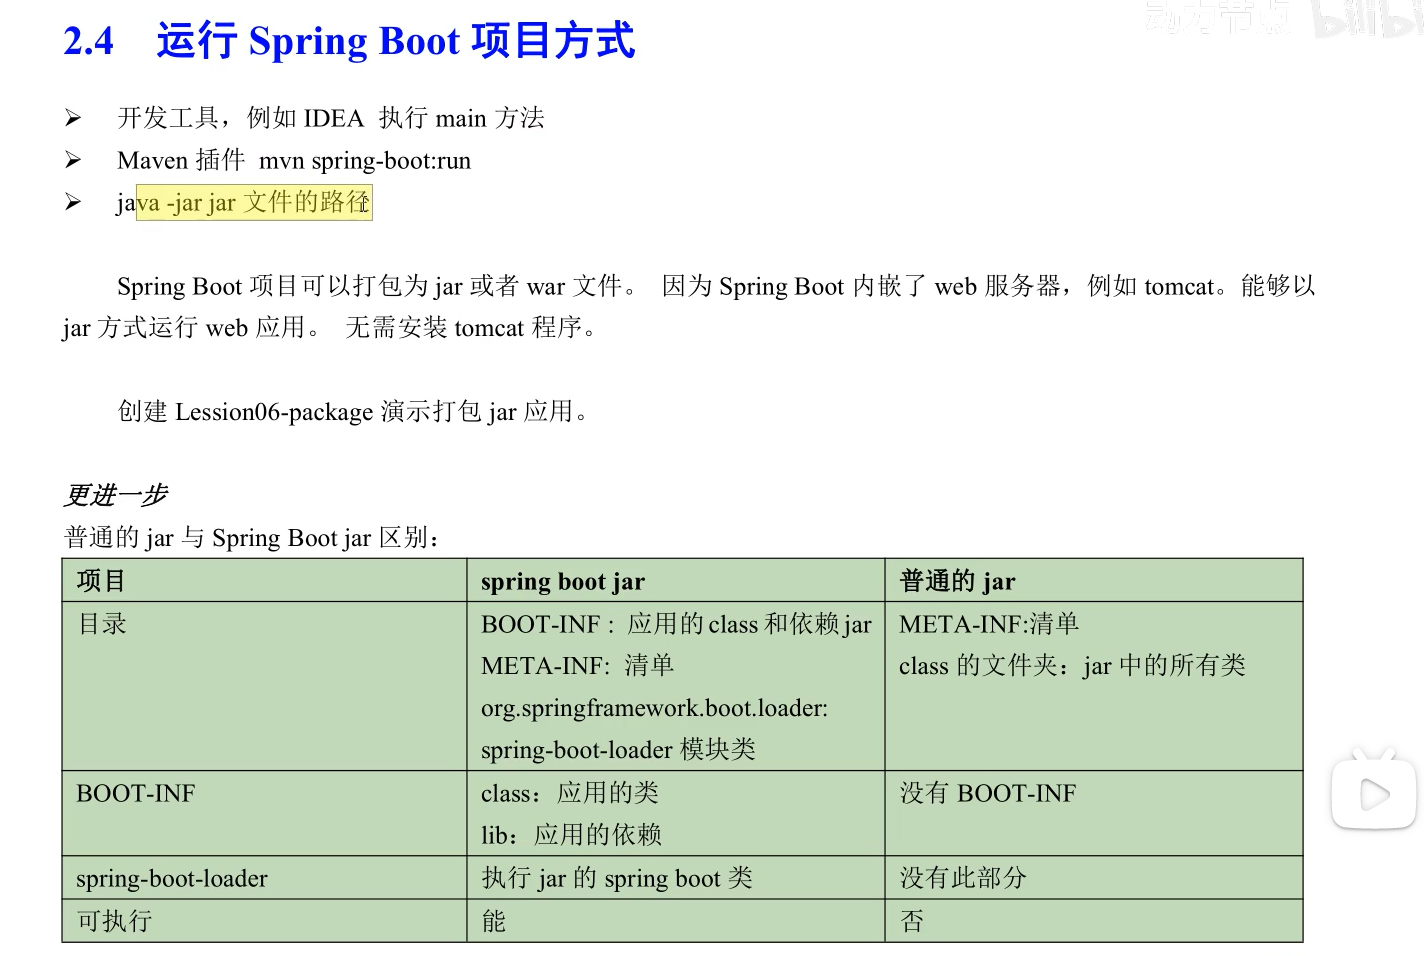 动力节点 bilibili
2.4 运行 Spring Boot 项目方式
➢ 开发工具，例如 IDEA 执行 main 方法
➢ Maven 插件 mvn spring-boot:run
➢ java -jar jar 文件的路径
Spring Boot 项目可以打包为 jar 或者 war 文件。 因为 Spring Boot 内嵌了 web 服务器，例如 tomcat。能够以
jar 方式运行 web 应用。 无需安装 tomcat 程序。
创建 Lession06-package 演示打包 jar 应用。
更进一步
普通的 jar 与 Spring Boot jar 区别：
项目 spring boot jar 普通的 jar
目录 BOOT-INF : 应用的 class 和依赖 jar META-INF:清单
META-INF: 清单 class 的文件夹：jar 中的所有类
org.springframework.boot.loader:
spring-boot-loader 模块类
BOOT-INF class：应用的类 没有 BOOT-INF
lib：应用的依赖
spring-boot-loader 执行 jar 的 spring boot 类 没有此部分
可执行 能 否